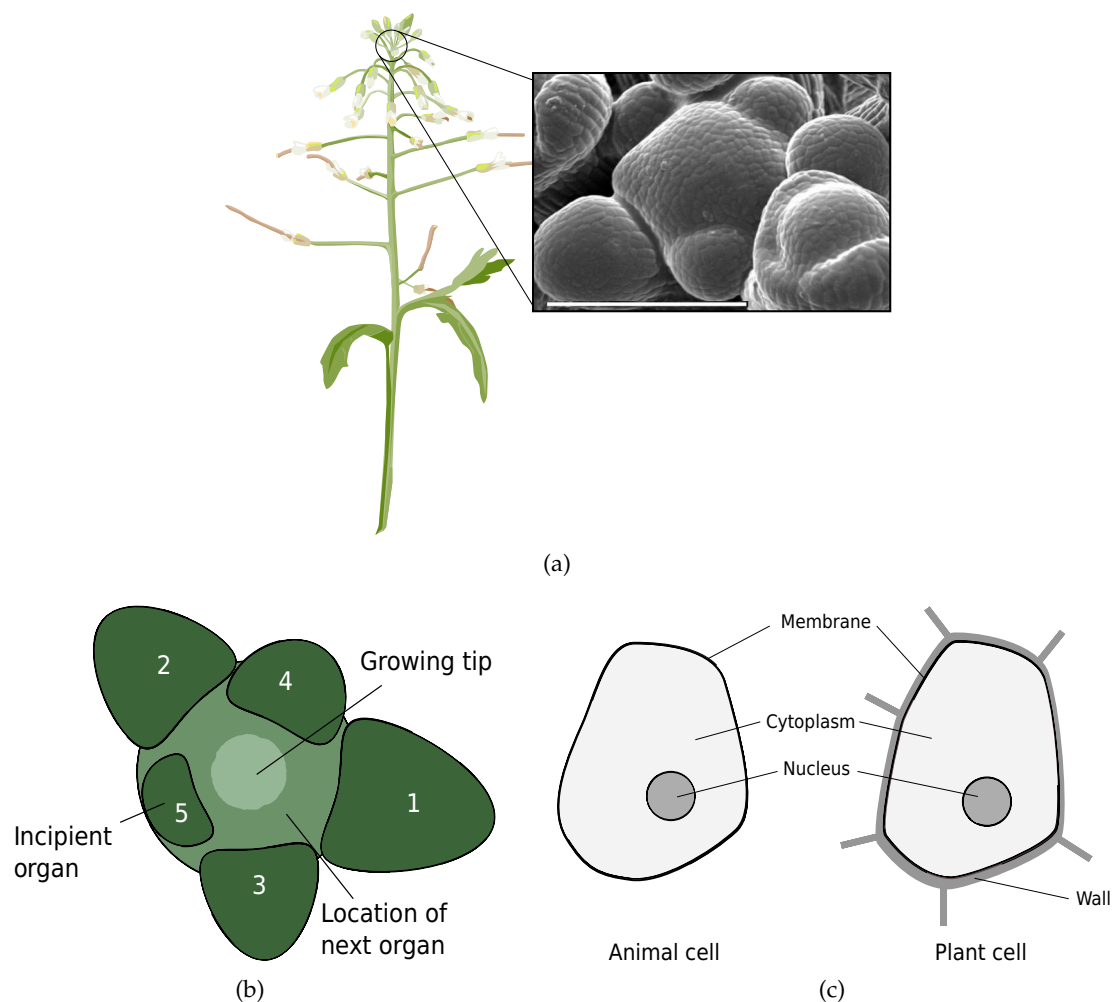 (a)
2
4
Growing tip
1
5
Incipient
organ
3
Location of
next organ
(b)
Membrane
Cytoplasm
Nucleus
Wall
Animal cell
Plant cell
(c)